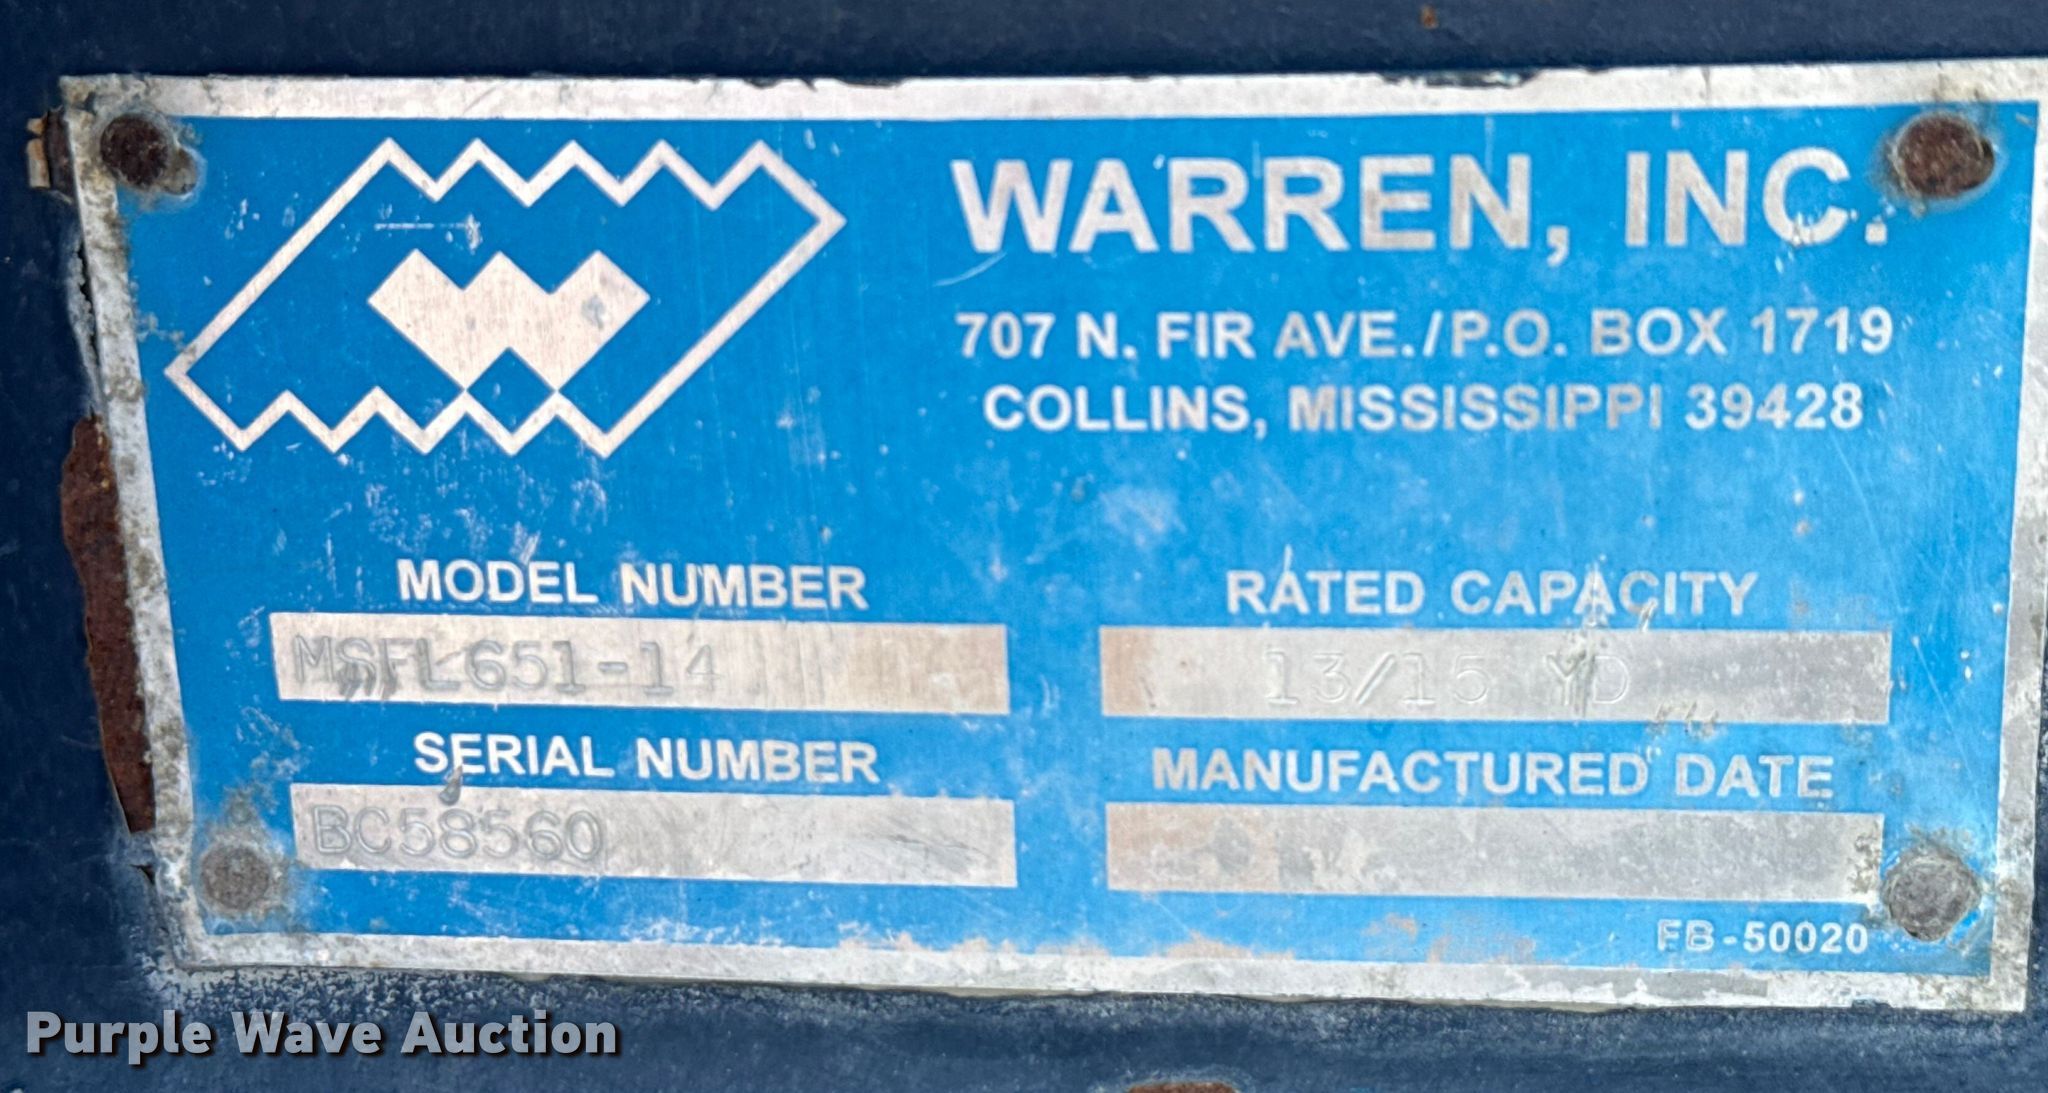 WARREN, INC.
707 N. FIR AVE./P.O. BOX 1719
COLLINS, MISSISSIPPI 39428
MODEL NUMBER
MSFL651-14
RATED CAPACITY
13/15 YD
SERIAL NUMBER
BC58560
MANUFACTURED DATE
FB-50020
Purple Wave Auction